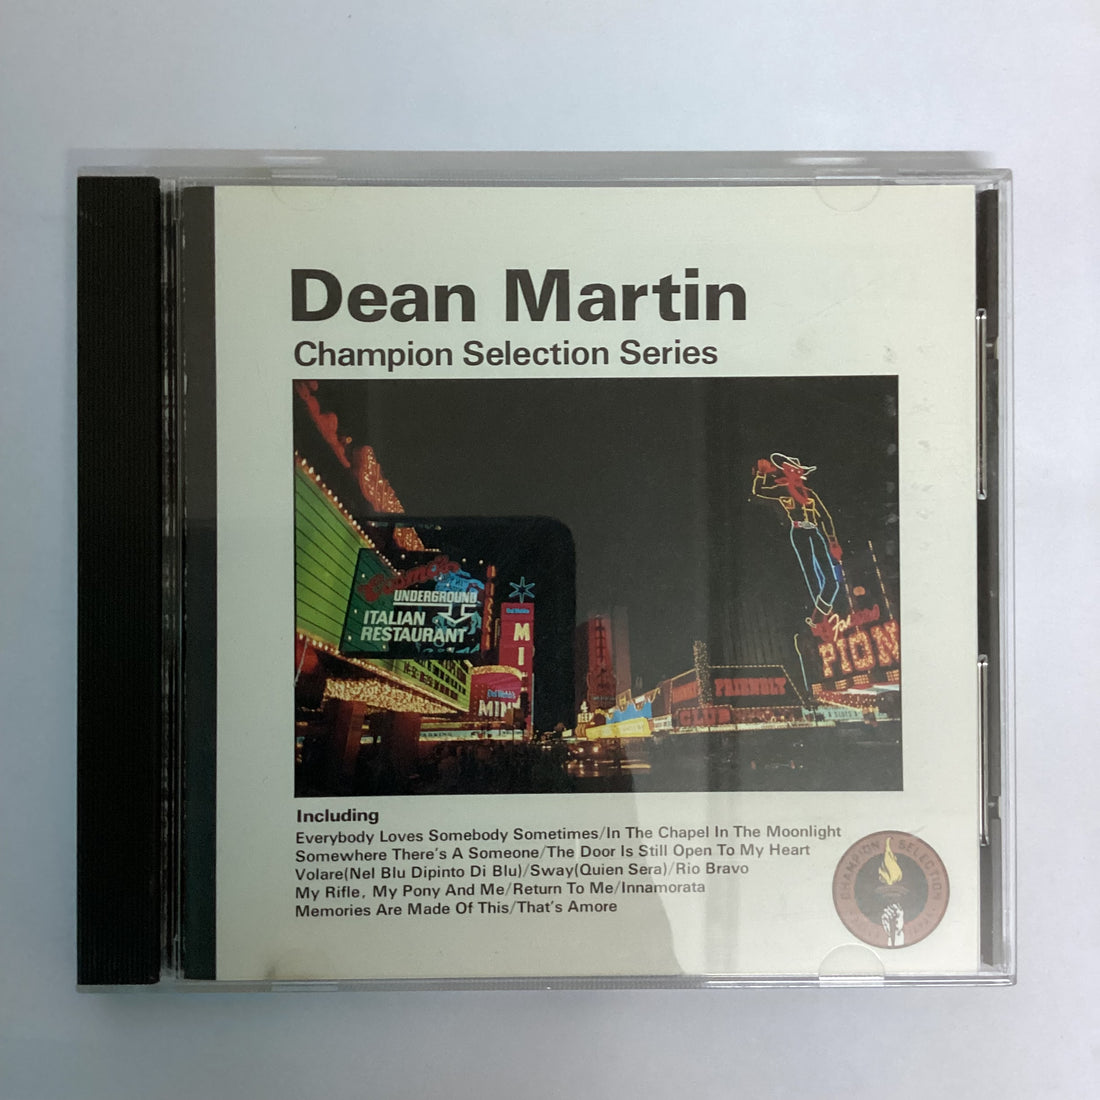 Dean Martin
Champion Selection Series
UNDERGROUND
ITALIAN
RESTAURANT
M
I
MIN
PION
FRIENDLY
Including
Everybody Loves Somebody Sometimes/In The Chapel In The Moonlight
Somewhere There's A Someone/The Door Is Still Open To My Heart
Volare(Nel Blu Dipinto Di Blu)/Sway(Quien Sera)/Rio Bravo
My Rifle, My Pony And Me/Return To Me/Innamorata
Memories Are Made Of This/That's Amore
CHAMPION SELECTION